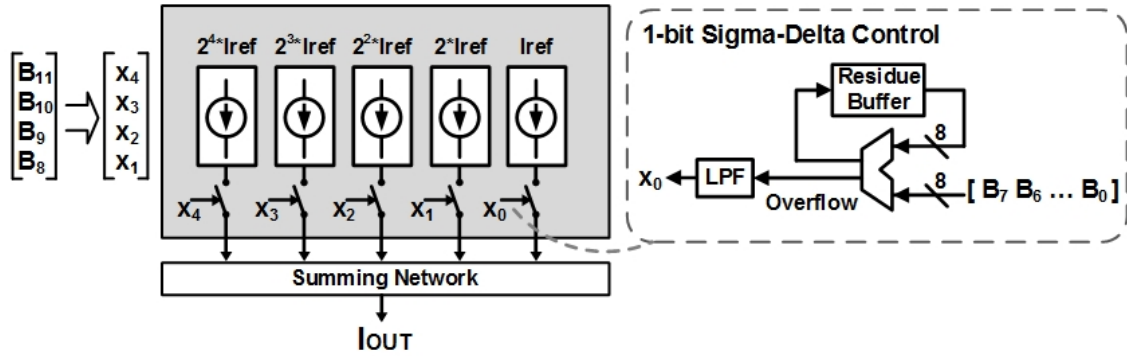 2⁴*Iref 2³*Iref 2²*Iref 2*Iref Iref
B₁₁
B₁₀
B₉
B₈
X₄
X₃
X₂
X₁
X₄ X₃ X₂ X₁ X₀
Summing Network
IOUT
1-bit Sigma-Delta Control
Residue
Buffer
8
X₀ LPF
Overflow
8 [ B₇ B₆ ... B₀ ]